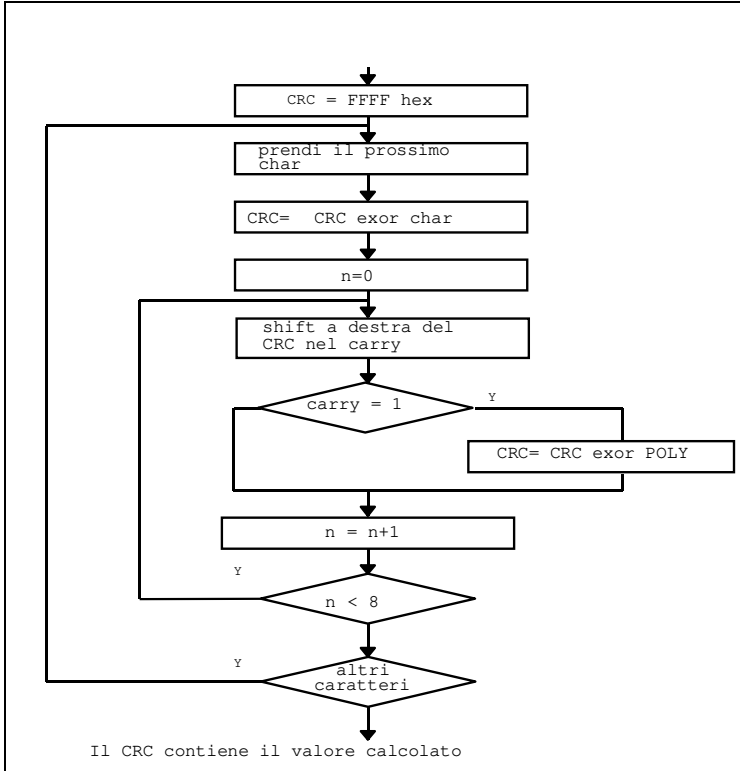 CRC = FFFF hex
prendi il prossimo
char
CRC= CRC exor char
n=0
shift a destra del
CRC nel carry
carry = 1
Y
CRC= CRC exor POLY
n = n+1
Y
n < 8
Y
altri
caratteri
Il CRC contiene il valore calcolato